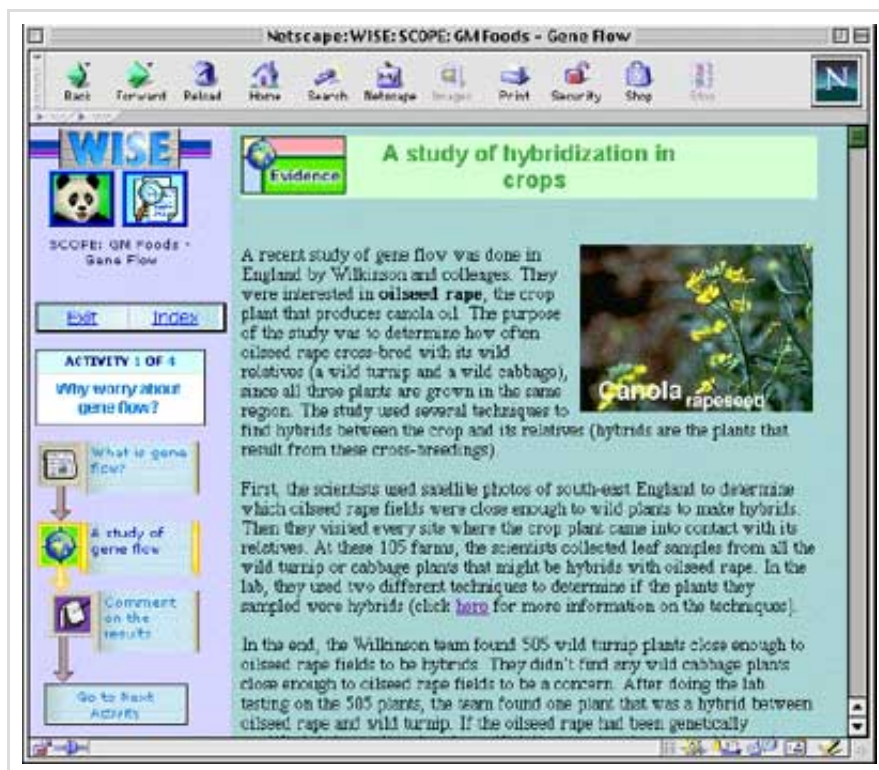 Netscape: WISE: SCOPE: GM Foods - Gene Flow
Back Forward Reload Home Search Netscape Images Print Security Shop Stop
N
WISE
SCOPE: GM Foods -
Gene Flow
Exit Index
ACTIVITY 1 OF 4
Why worry about
gene flow?
What is gene
flow?
A study of
gene flow
Comment
on the
results
Go to Next
Activity
Evidence
A study of hybridization in
crops
A recent study of gene flow was done in
England by Wilkinson and colleages. They
were interested in oilseed rape, the crop
plant that produces canola oil. The purpose
of the study was to determine how often
oilseed rape cross-bred with its wild
relatives (a wild turnip and a wild cabbage),
since all three plants are grown in the same
region. The study used several techniques to
find hybrids between the crop and its relatives (hybrids are the plants that
result from these cross-breedings).
Canola rapeseed
First, the scientists used satellite photos of south-east England to determine
which oilseed rape fields were close enough to wild plants to make hybrids.
Then they visited every site where the crop plant came into contact with its
relatives. At these 105 farms, the scientists collected leaf samples from all the
wild turnip or cabbage plants that might be hybrids with oilseed rape. In the
lab, they used two different techniques to determine if the plants they
sampled were hybrids (click here for more information on the techniques).
In the end, the Wilkinson team found 505 wild turnip plants close enough to
oilseed rape fields to be hybrids. They didn't find any wild cabbage plants
close enough to oilseed rape fields to be a concern. After doing the lab
testing on the 505 plants, the team found one plant that was a hybrid between
oilseed rape and wild turnip. If the oilseed rape had been genetically